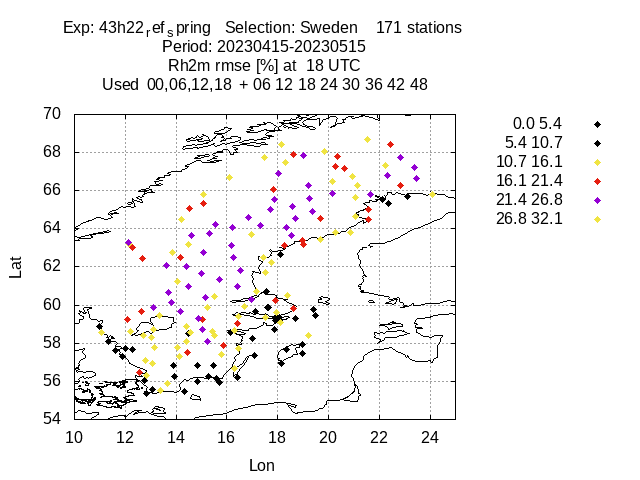 Exp: 43h22ref spring Selection: Sweden 171 stations
Period: 20230415-20230515
Rh2m rmse [%] at 18 UTC
Used 00,06,12,18 + 06 12 18 24 30 36 42 48
70
68
66
64
62
60
58
56
54
Lat
10 12 14 16 18 20 22 24
Lon
0.0 5.4
5.4 10.7
10.7 16.1
16.1 21.4
21.4 26.8
26.8 32.1